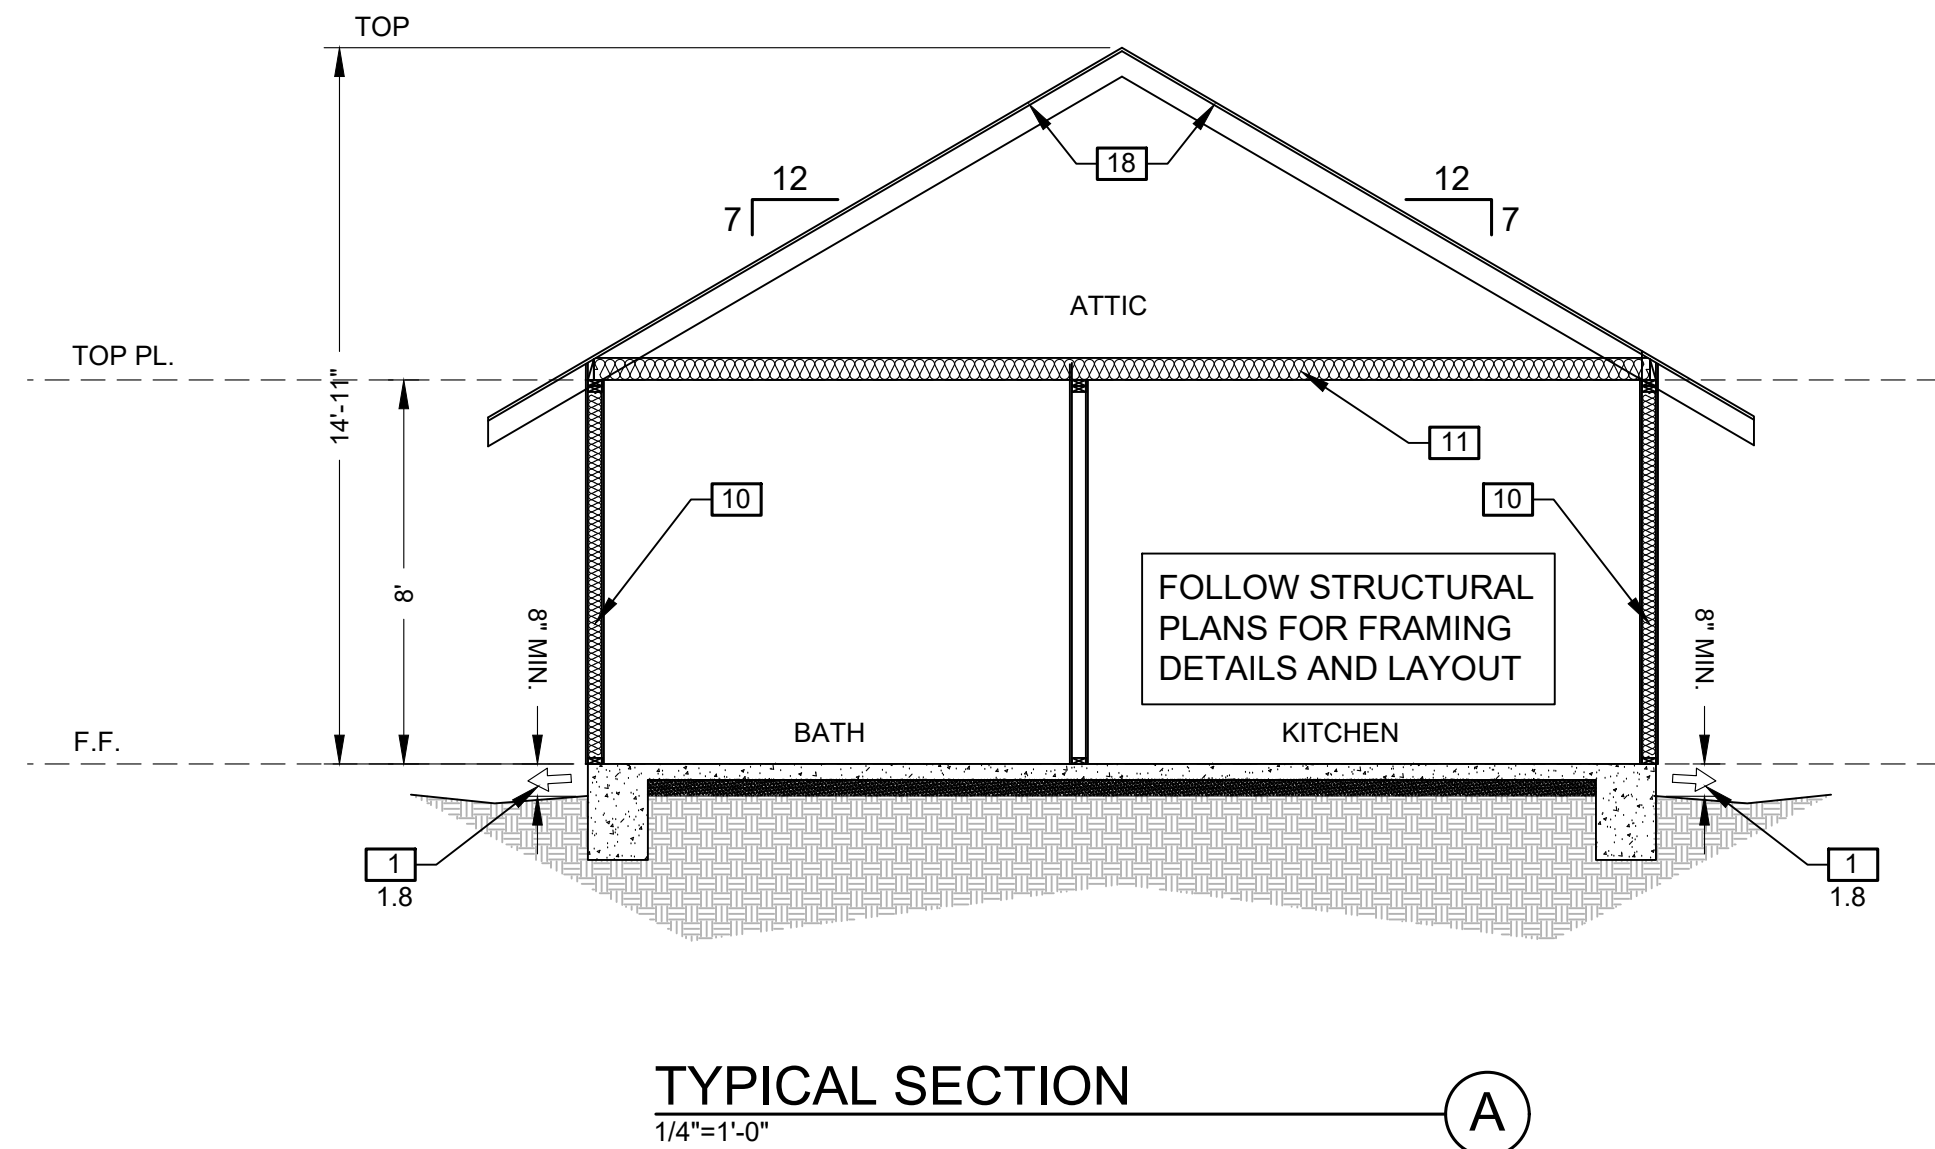 TOP
18
12
7
12
7
ATTIC
TOP PL.
14'-11"
11
10
10
8'
FOLLOW STRUCTURAL
PLANS FOR FRAMING
DETAILS AND LAYOUT
8" MIN.
8" MIN.
F.F.
BATH
KITCHEN
1
1.8
1
1.8
TYPICAL SECTION
1/4"=1'-0"
A